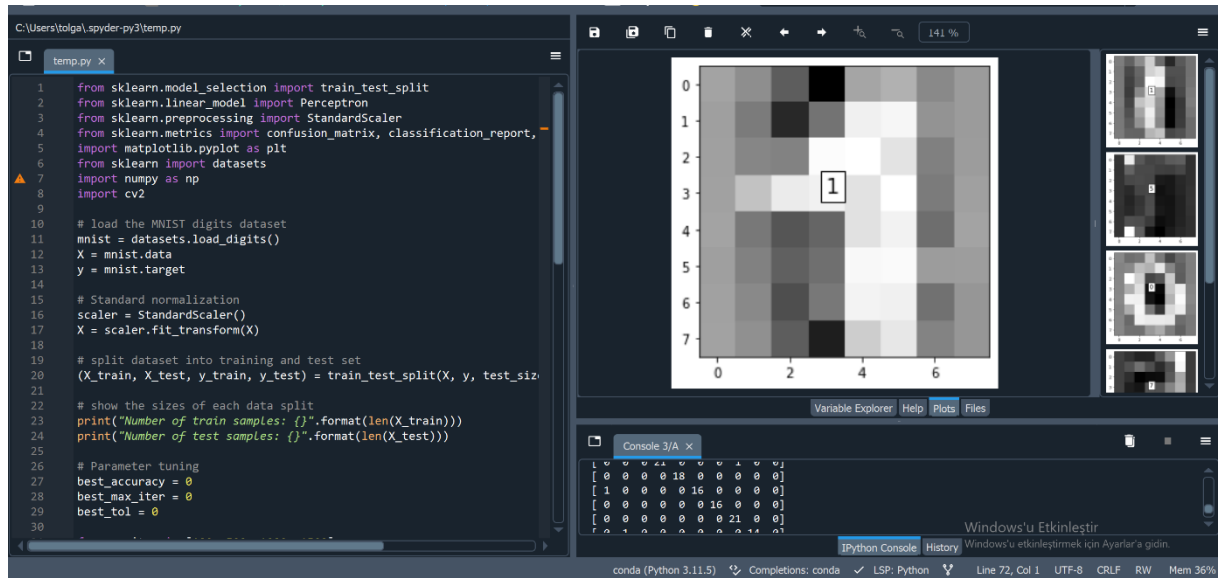 C:\Users\tolga\.spyder-py3\temp.py
temp.py
1 from sklearn.model_selection import train_test_split
2 from sklearn.linear_model import Perceptron
3 from sklearn.preprocessing import StandardScaler
4 from sklearn.metrics import confusion_matrix, classification_report,
5 import matplotlib.pyplot as plt
6 from sklearn import datasets
7 import numpy as np
8 import cv2
9
10 # load the MNIST digits dataset
11 mnist = datasets.load_digits()
12 X = mnist.data
13 y = mnist.target
14
15 # Standard normalization
16 scaler = StandardScaler()
17 X = scaler.fit_transform(X)
18
19 # split dataset into training and test set
20 (X_train, X_test, y_train, y_test) = train_test_split(X, y, test_siz
21
22 # show the sizes of each data split
23 print("Number of train samples: {}".format(len(X_train)))
24 print("Number of test samples: {}".format(len(X_test)))
25
26 # Parameter tuning
27 best_accuracy = 0
28 best_max_iter = 0
29 best_tol = 0
30
141 %
0
1
2
3
4
5
6
7
1
0 2 4 6
Variable Explorer Help Plots Files
Console 3/A
[ 0 0 0 21 0 0 0 1 0 0]
[ 0 0 0 0 18 0 0 0 0 0]
[ 1 0 0 0 0 16 0 0 0 0]
[ 0 0 0 0 0 0 16 0 0 0]
[ 0 0 0 0 0 0 0 21 0 0]
Windows'u Etkinleştir
Windows'u etkinleştirmek için Ayarlar'a gidin.
IPython Console History
conda (Python 3.11.5) Completions: conda LSP: Python Line 72, Col 1 UTF-8 CRLF RW Mem 36%